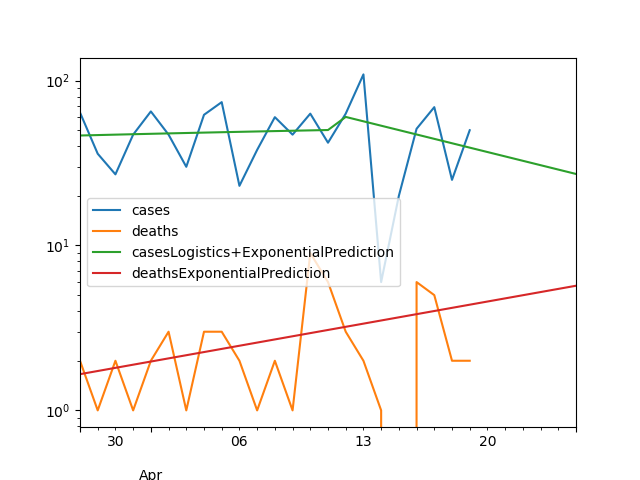 10²
10¹
10⁰
cases
deaths
casesLogistics+ExponentialPrediction
deathsExponentialPrediction
30 06 13 20
Apr